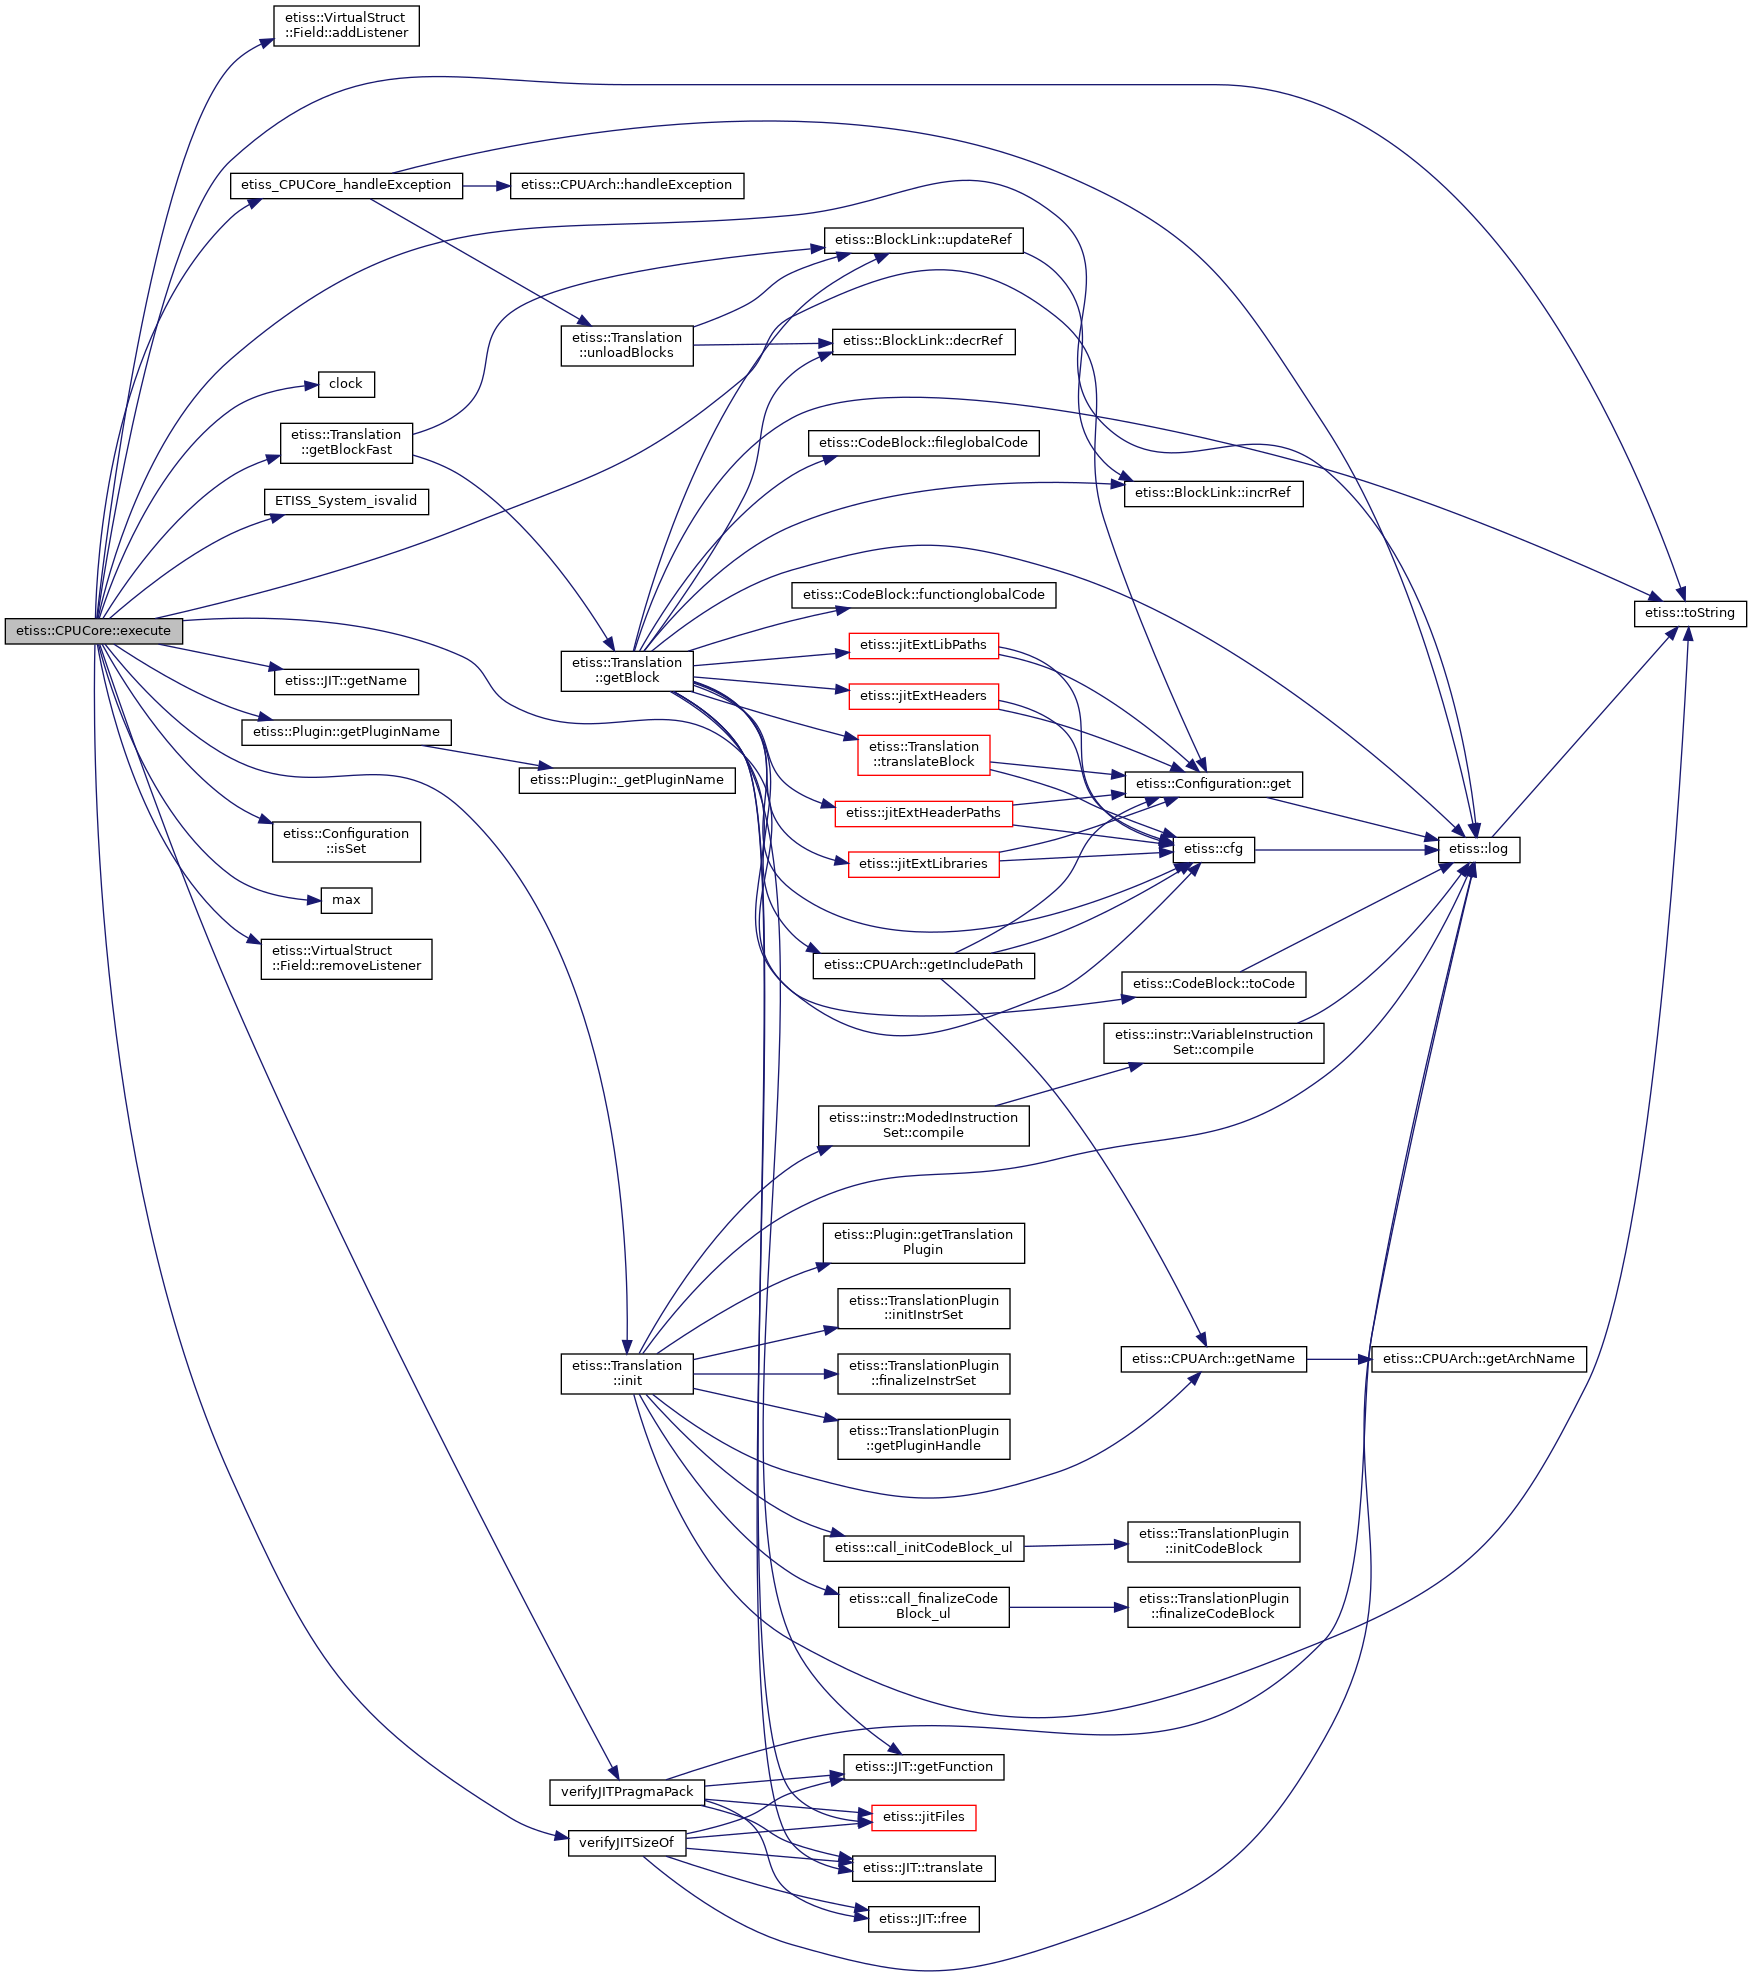 etiss::VirtualStruct
::Field::addListener
etiss_CPUCore_handleException
etiss::CPUArch::handleException
etiss::BlockLink::updateRef
etiss::Translation
::unloadBlocks
etiss::BlockLink::decrRef
clock
etiss::Translation
::getBlockFast
etiss::CodeBlock::fileglobalCode
ETISS_System_isvalid
etiss::BlockLink::incrRef
etiss::CodeBlock::functionglobalCode
etiss::toString
etiss::CPUCore::execute
etiss::jitExtLibPaths
etiss::Translation
::getBlock
etiss::JIT::getName
etiss::jitExtHeaders
etiss::Plugin::getPluginName
etiss::Translation
::translateBlock
etiss::Plugin::_getPluginName
etiss::Configuration::get
etiss::jitExtHeaderPaths
etiss::Configuration
::isSet
etiss::cfg
etiss::log
etiss::jitExtLibraries
max
etiss::VirtualStruct
::Field::removeListener
etiss::CPUArch::getIncludePath
etiss::CodeBlock::toCode
etiss::instr::VariableInstruction
Set::compile
etiss::instr::ModedInstruction
Set::compile
etiss::Plugin::getTranslation
Plugin
etiss::TranslationPlugin
::initInstrSet
etiss::Translation
::init
etiss::TranslationPlugin
::finalizeInstrSet
etiss::CPUArch::getName
etiss::CPUArch::getArchName
etiss::TranslationPlugin
::getPluginHandle
etiss::call_initCodeBlock_ul
etiss::TranslationPlugin
::initCodeBlock
etiss::call_finalizeCode
Block_ul
etiss::TranslationPlugin
::finalizeCodeBlock
etiss::JIT::getFunction
verifyJITPragmaPack
etiss::jitFiles
verifyJITSizeOf
etiss::JIT::translate
etiss::JIT::free